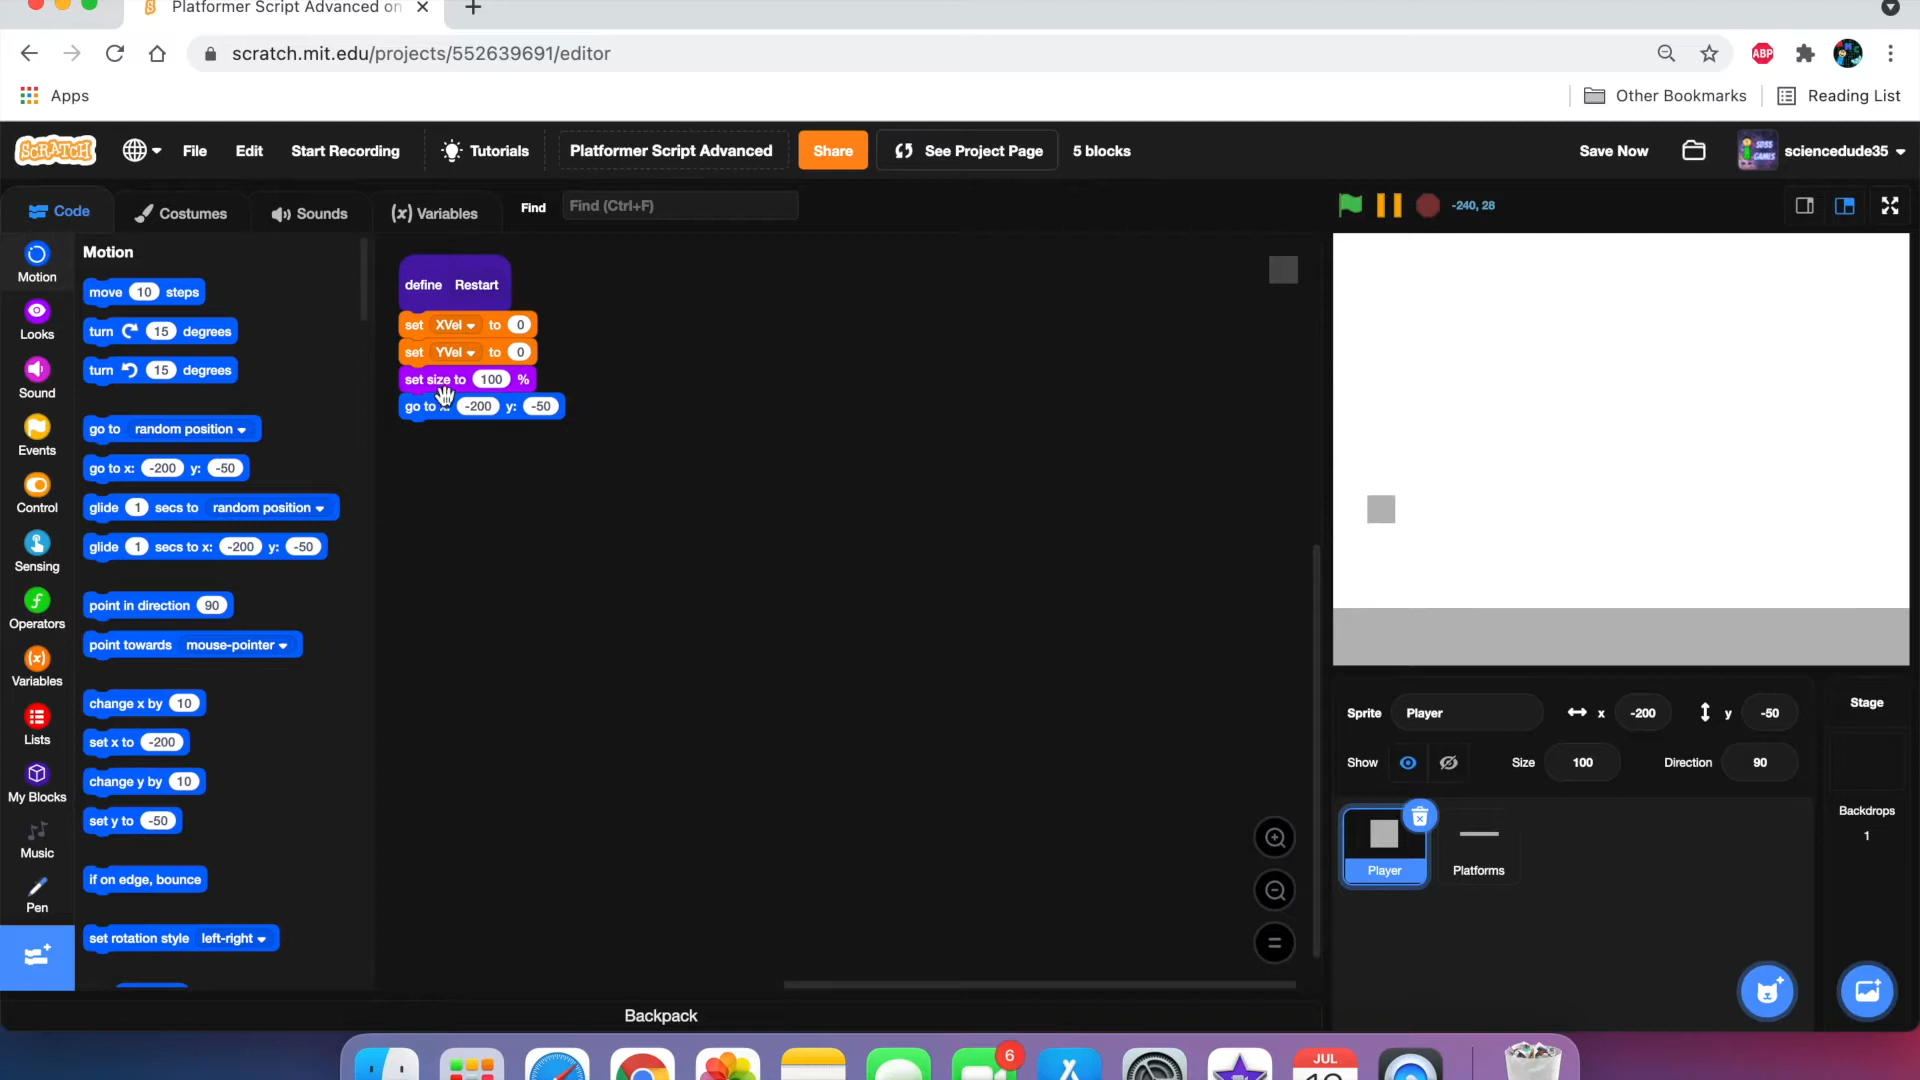 Platformer Script Advanced on
scratch.mit.edu/projects/552639691/editor
ABP
Apps
Other Bookmarks
Reading List
SCRATCH
File
Edit
Start Recording
Tutorials
Platformer Script Advanced
Share
See Project Page
5 blocks
Save Now
sciencedude35
Code
Costumes
Sounds
(x) Variables
Find
Find (Ctrl+F)
-240, 28
Motion
Looks
Sound
Events
Control
Sensing
Operators
Variables
Lists
My Blocks
Music
Pen
Motion
move 10 steps
turn 15 degrees
turn 15 degrees
go to random position
go to x: -200 y: -50
glide 1 secs to random position
glide 1 secs to x: -200 y: -50
point in direction 90
point towards mouse-pointer
change x by 10
set x to -200
change y by 10
set y to -50
if on edge, bounce
set rotation style left-right
define Restart
set XVel to 0
set YVel to 0
set size to 100 %
go to x: -200 y: -50
Backpack
Sprite Player x -200 y -50
Show Size 100 Direction 90
Player
Platforms
Stage
Backdrops
1
6
JUL